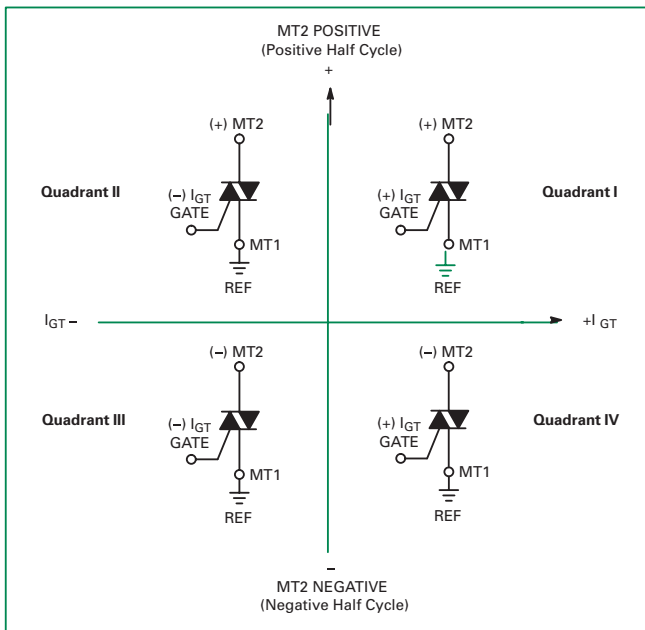 MT2 POSITIVE
(Positive Half Cycle)
+
(+) MT2
(+) MT2
Quadrant II
(−) IGT
GATE
(+) IGT
GATE
Quadrant I
MT1
MT1
REF
REF
IGT −
+I GT
(−) MT2
(−) MT2
Quadrant III
(−) IGT
GATE
(+) IGT
GATE
Quadrant IV
MT1
MT1
REF
REF
−
MT2 NEGATIVE
(Negative Half Cycle)